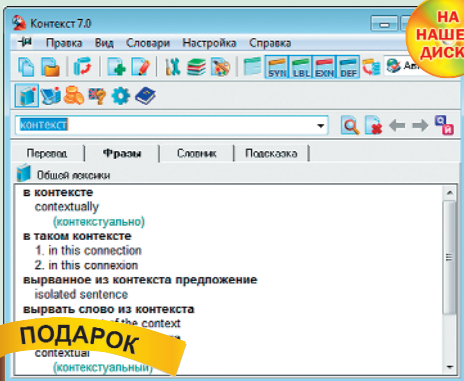 Контекст 7.0
НА
НАШЕ
ДИСК
Правка Вид Словари Настройка Справка
SYN LBL EXN DEF
контекст
Перевод Фразы Словник Подсказка
Общей лексики
в контексте
contextually
(контекстуально)
в таком контексте
1. in this connection
2. in this connexion
вырванное из контекста предложение
isolated sentence
вырвать слово из контекста
of the context
ПОДАРОК
contextual
(контекстуальный)